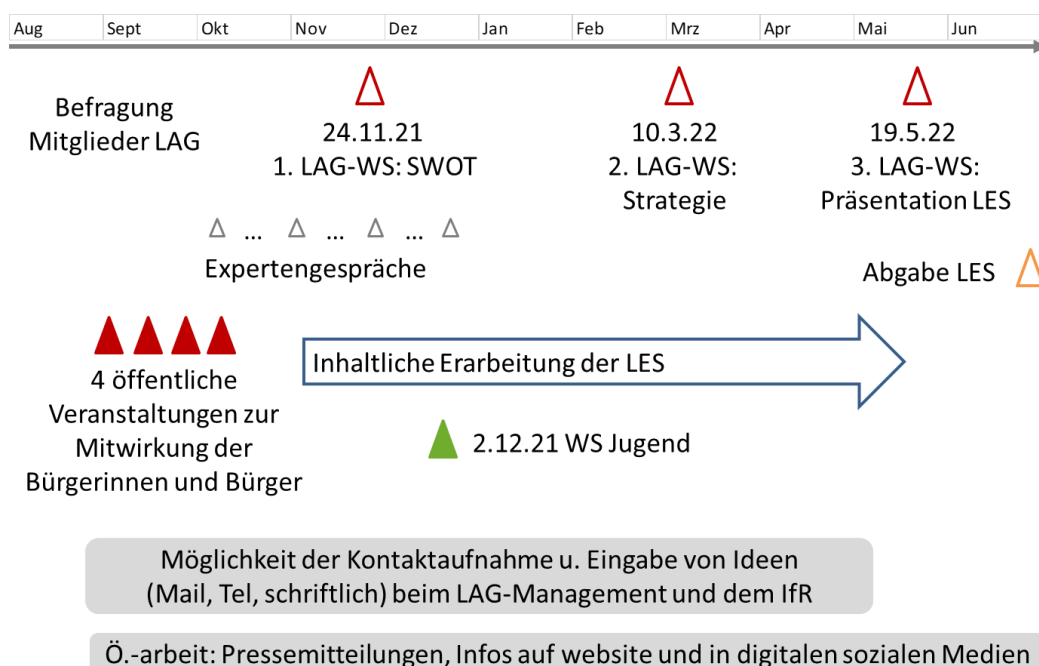 Aug Sept Okt Nov Dez Jan Feb Mrz Apr Mai Jun
Befragung
Mitglieder LAG
24.11.21
1. LAG-WS: SWOT
10.3.22
2. LAG-WS:
Strategie
19.5.22
3. LAG-WS:
Präsentation LES
... ... ...
Expertengespräche
Abgabe LES
4 öffentliche
Veranstaltungen zur
Mitwirkung der
Bürgerinnen und Bürger
Inhaltliche Erarbeitung der LES
2.12.21 WS Jugend
Möglichkeit der Kontaktaufnahme u. Eingabe von Ideen
(Mail, Tel, schriftlich) beim LAG-Management und dem IfR
Ö.-arbeit: Pressemitteilungen, Infos auf website und in digitalen sozialen Medien